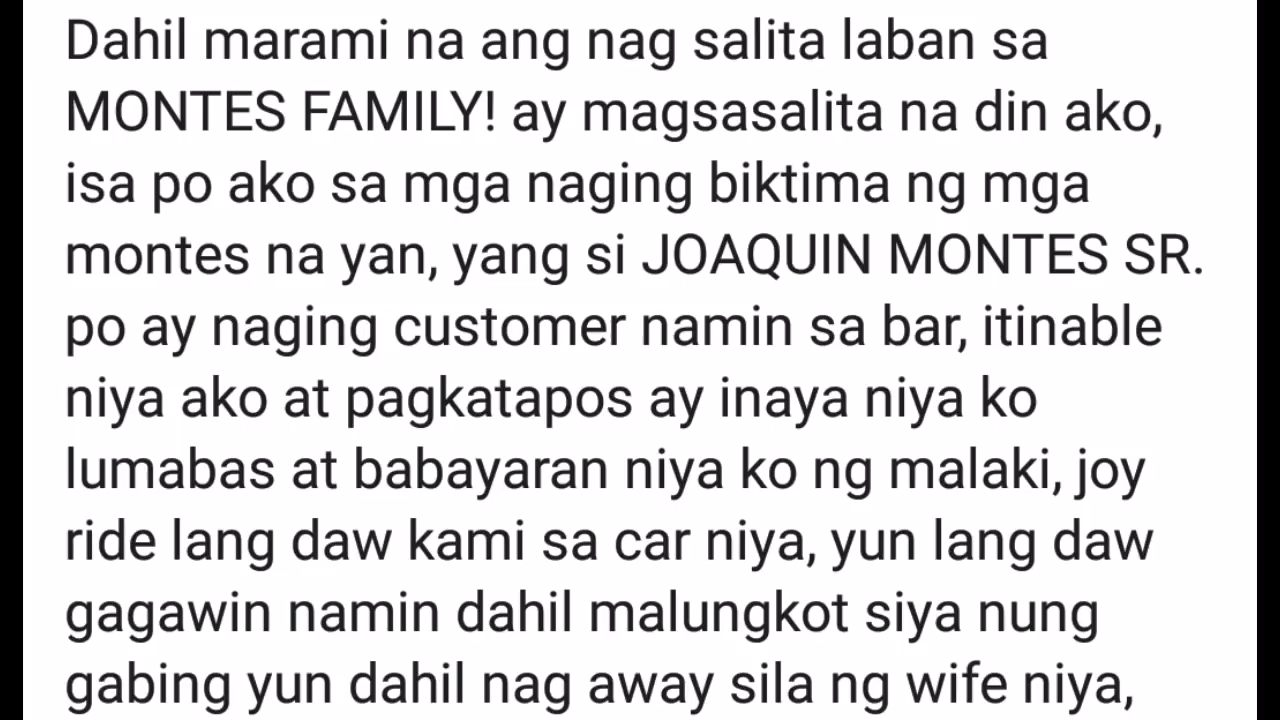 Dahil marami na ang nag salita laban sa
MONTES FAMILY! ay magsasalita na din ako,
isa po ako sa mga naging biktima ng mga
montes na yan, yang si JOAQUIN MONTES SR.
po ay naging customer namin sa bar, itinable
niya ako at pagkatapos ay inaya niya ko
lumabas at babayaran niya ko ng malaki, joy
ride lang daw kami sa car niya, yun lang daw
gagawin namin dahil malungkot siya nung
gabing yun dahil nag away sila ng wife niya,